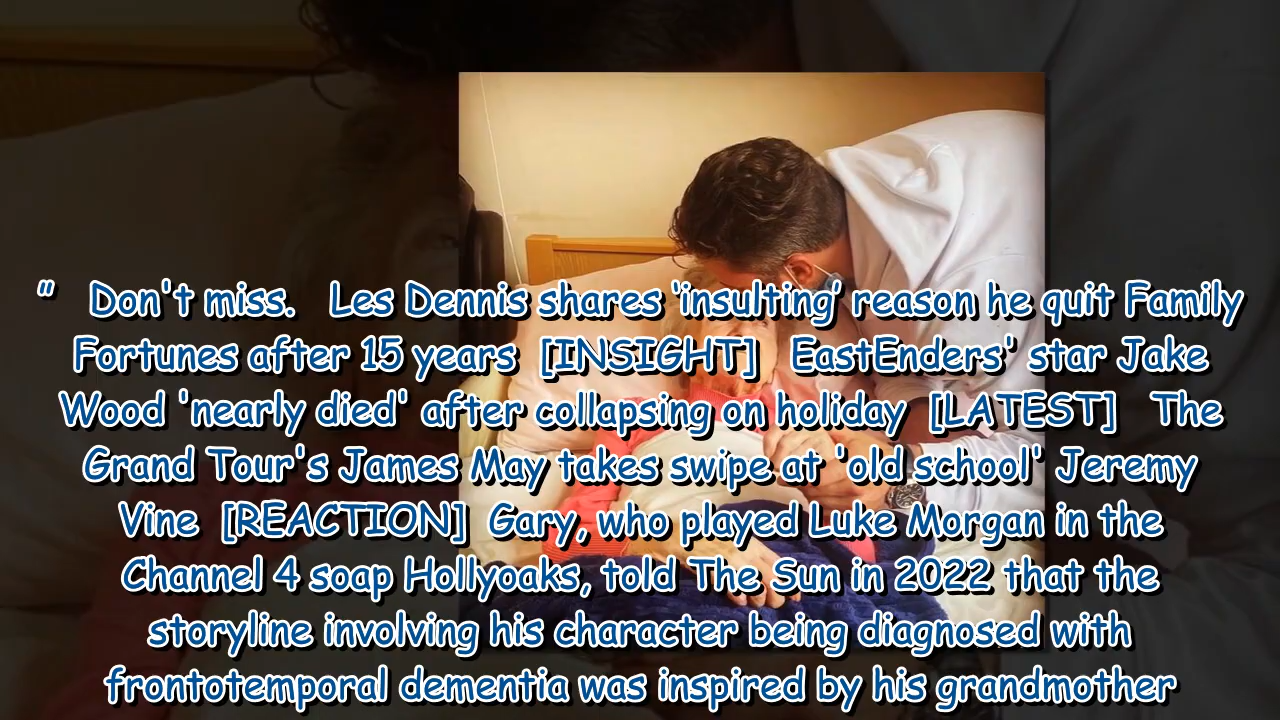 ” Don't miss. Les Dennis shares 'insulting' reason he quit Family
Fortunes after 15 years [INSIGHT] EastEnders' star Jake
Wood 'nearly died' after collapsing on holiday [LATEST] The
Grand Tour's James May takes swipe at 'old school' Jeremy
Vine [REACTION] Gary, who played Luke Morgan in the
Channel 4 soap Hollyoaks, told The Sun in 2022 that the
storyline involving his character being diagnosed with
frontotemporal dementia was inspired by his grandmother